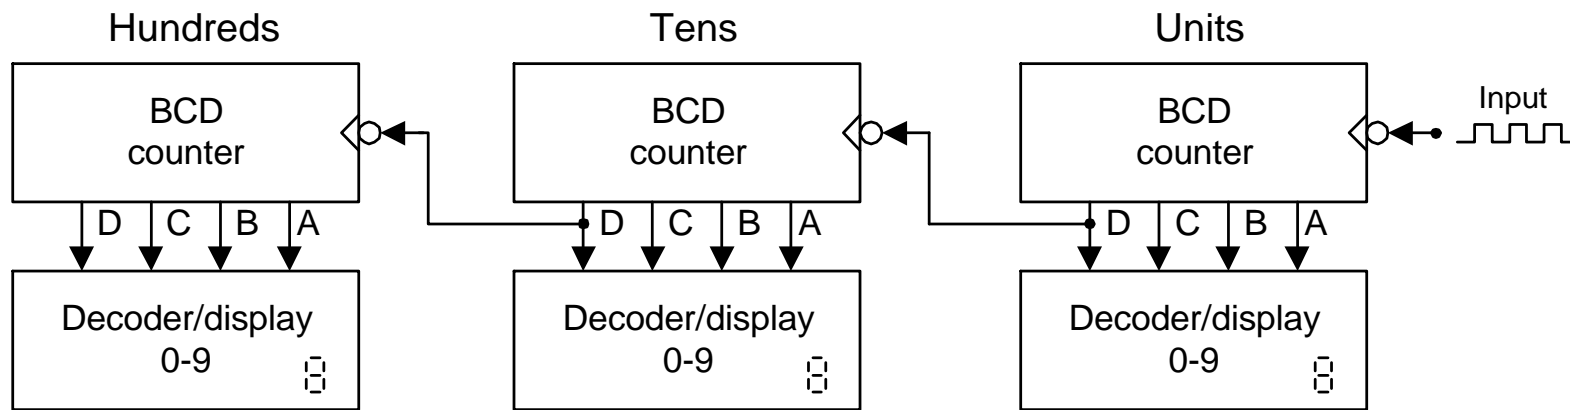 Hundreds
Tens
Units
BCD
counter
BCD
counter
BCD
counter
Input
D C B A
D C B A
D C B A
Decoder/display
0-9
Decoder/display
0-9
Decoder/display
0-9